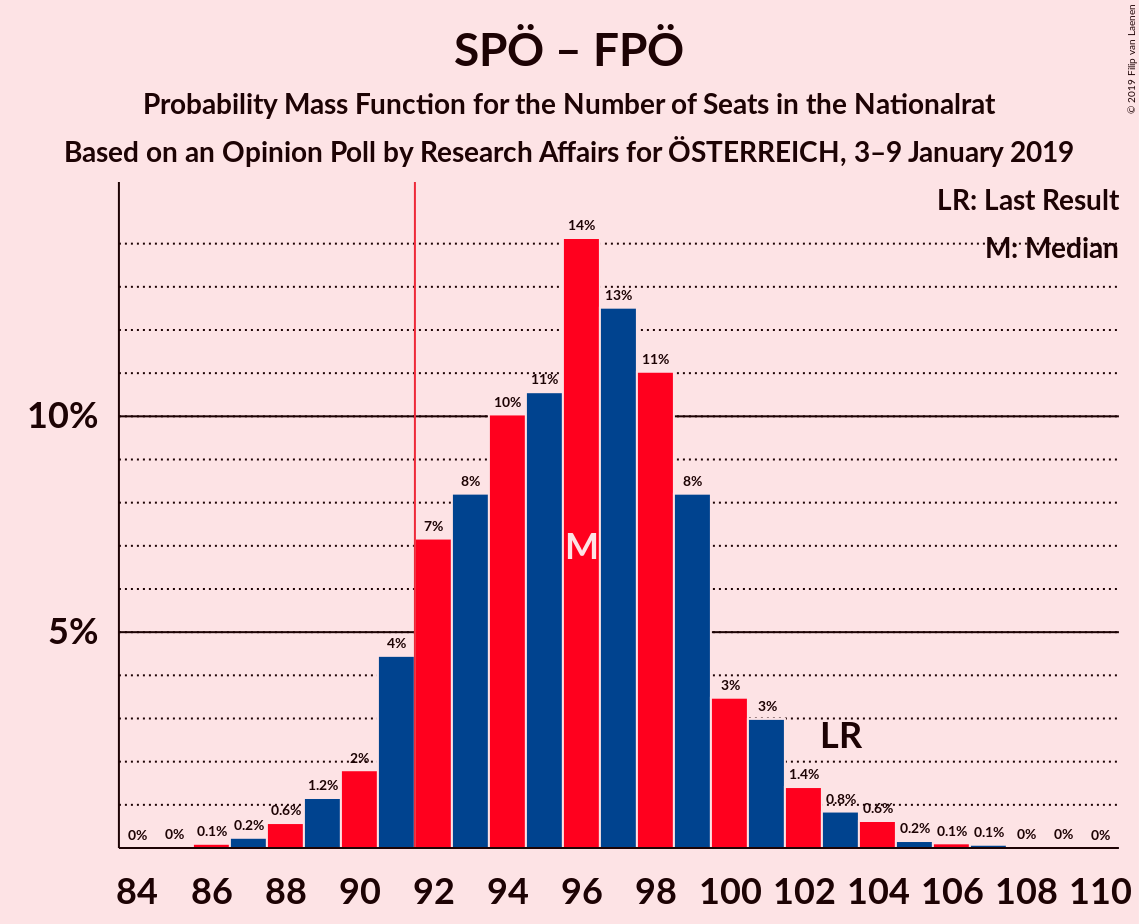 SPÖ – FPÖ
Probability Mass Function for the Number of Seats in the Nationalrat
Based on an Opinion Poll by Research Affairs for ÖSTERREICH, 3–9 January 2019
© 2019 Filip van Laenen
LR: Last Result
M: Median
14%
13%
11%
11%
10%
10%
8%
8%
7%
M
5%
4%
3%
3%
LR
2%
1.4%
1.2%
0.8%
0.6%
0.6%
0% 0% 0.1% 0.2% 0.2% 0.1% 0.1% 0% 0% 0%
84 86 88 90 92 94 96 98 100 102 104 106 108 110